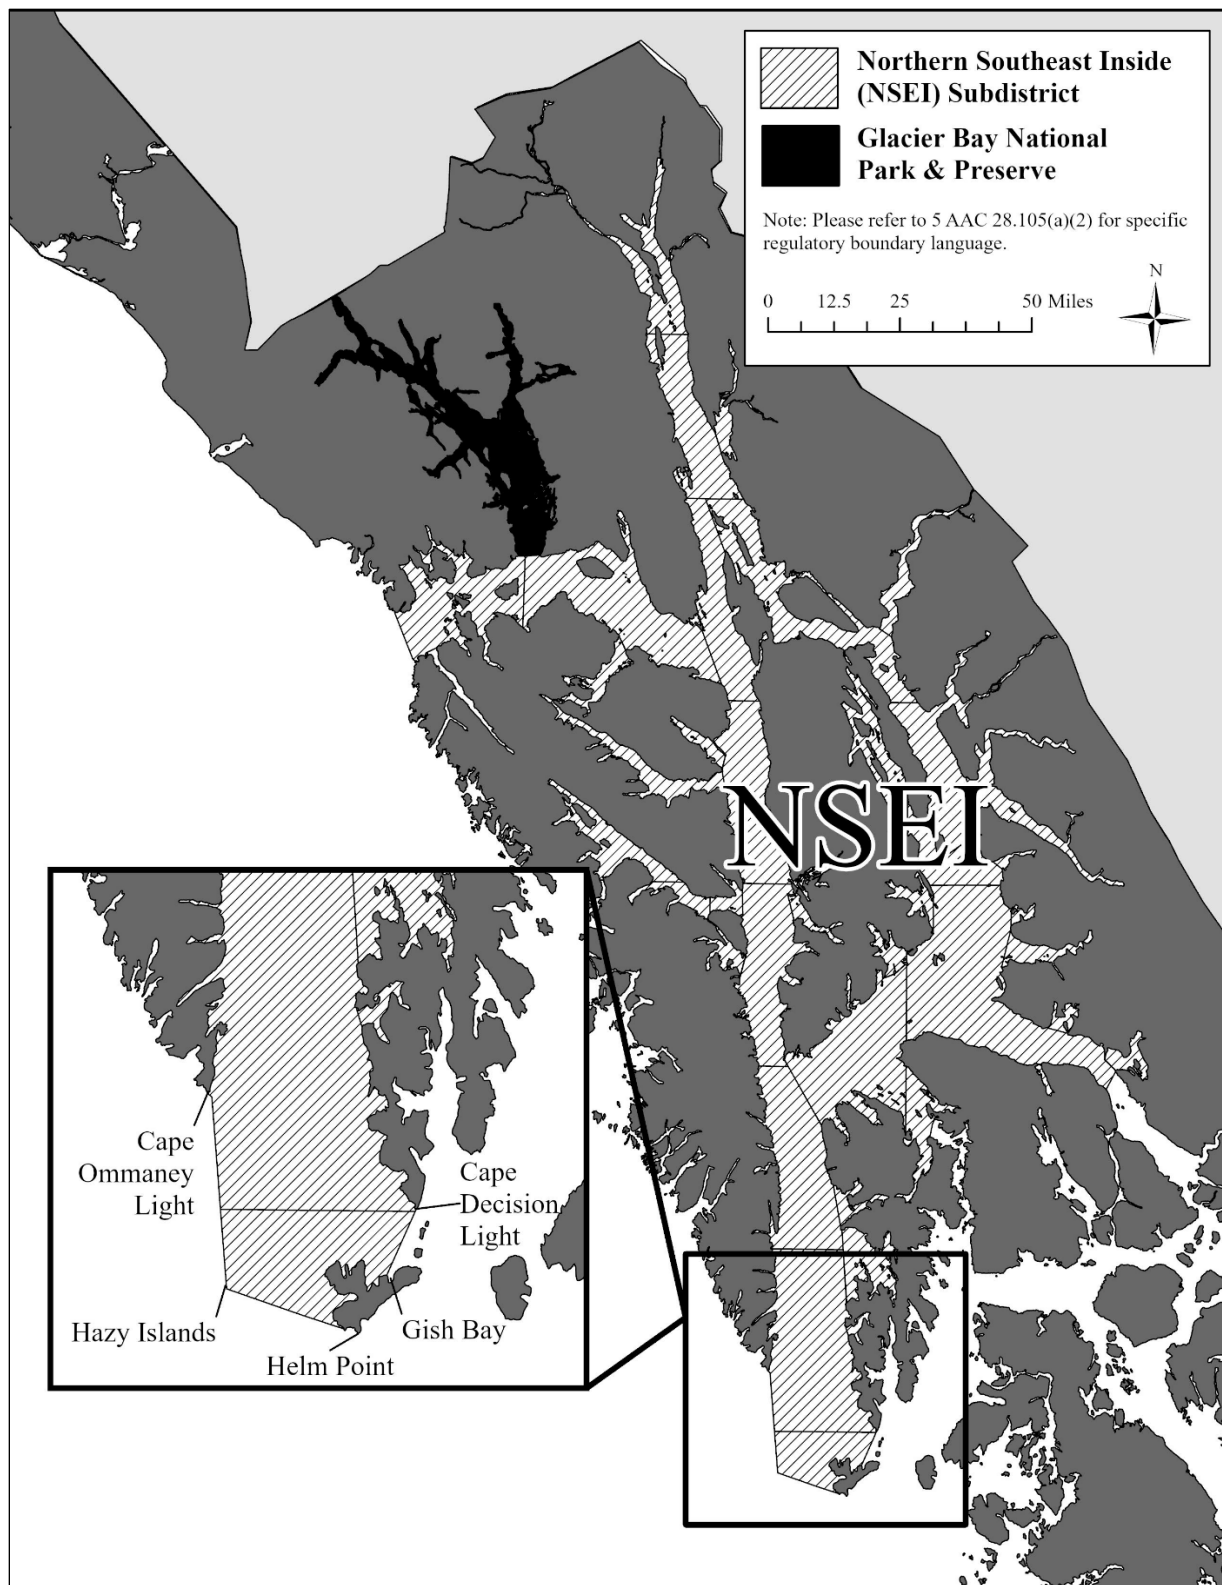 Northern Southeast Inside
(NSEI) Subdistrict
Glacier Bay National
Park & Preserve
Note: Please refer to 5 AAC 28.105(a)(2) for specific
regulatory boundary language.
N
0 12.5 25 50 Miles
NSEI
Cape
Ommaney
Light
Cape
Decision
Light
Hazy Islands
Gish Bay
Helm Point